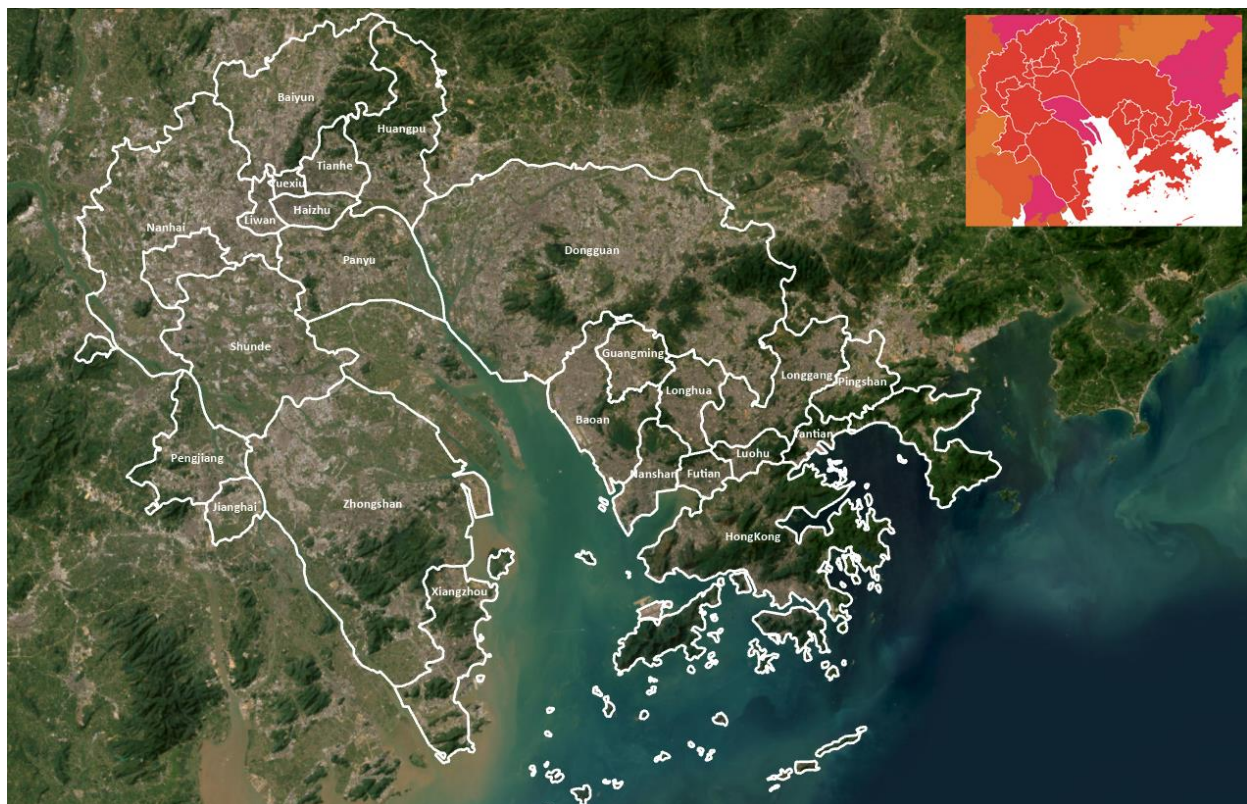 Baiyun
Huangpu
Tianhe
Yuexiu
Liwan
Haizhu
Nanhai
Panyu
Dongguan
Shunde
Guangming
Longhua
Longgang
Pingshan
Baoan
Yantian
Luohu
Nanshan
Futian
Pengjiang
Jianghai
Zhongshan
HongKong
Xiangzhou